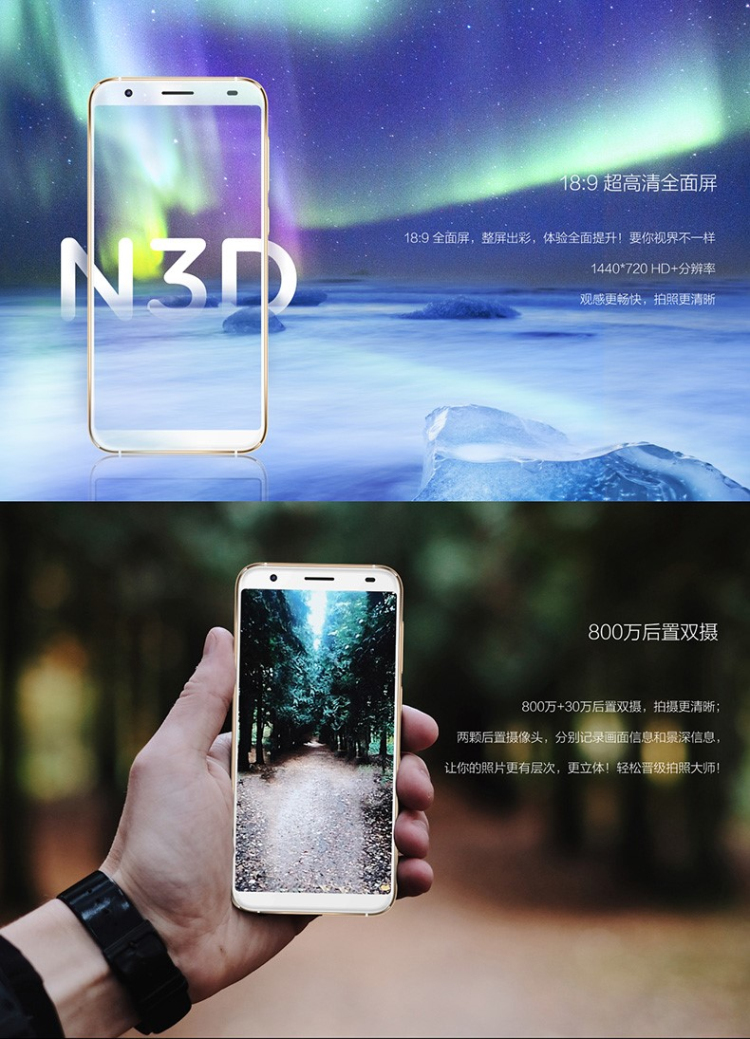 18:9 超高清全面屏
N3D
18:9 全面屏，整屏出彩，体验全面提升！要你视界不一样
1440*720 HD+分辨率
观感更畅快，拍照更清晰
800万后置双摄
800万+30万后置双摄，拍摄更清晰；
两颗后置摄像头，分别记录画面信息和景深信息，
让你的照片更有层次，更立体！轻松晋级拍照大师！